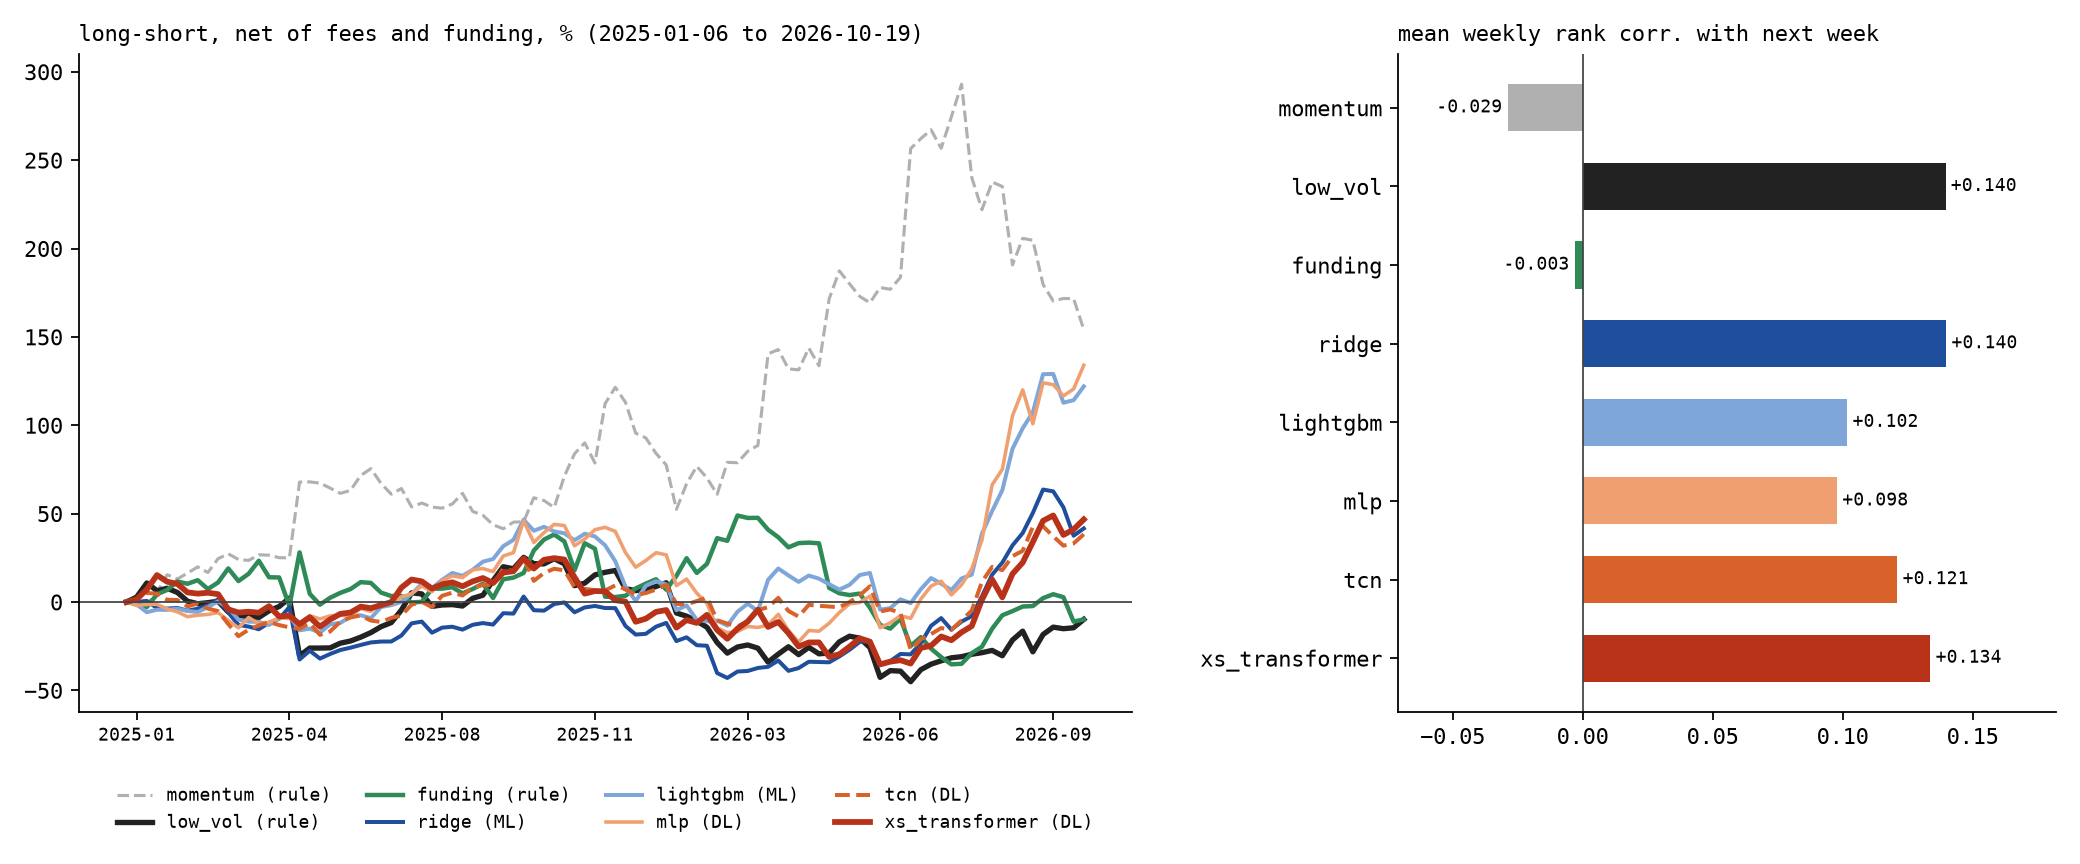 long-short, net of fees and funding, % (2025-01-06 to 2026-10-19)
300
250
200
150
100
50
0
−50
2025-01
2025-04
2025-08
2025-11
2026-03
2026-06
2026-09
momentum (rule)
low_vol (rule)
funding (rule)
ridge (ML)
lightgbm (ML)
mlp (DL)
tcn (DL)
xs_transformer (DL)
mean weekly rank corr. with next week
momentum
-0.029
low_vol
+0.140
funding
-0.003
ridge
+0.140
lightgbm
+0.102
mlp
+0.098
tcn
+0.121
xs_transformer
+0.134
−0.05
0.00
0.05
0.10
0.15